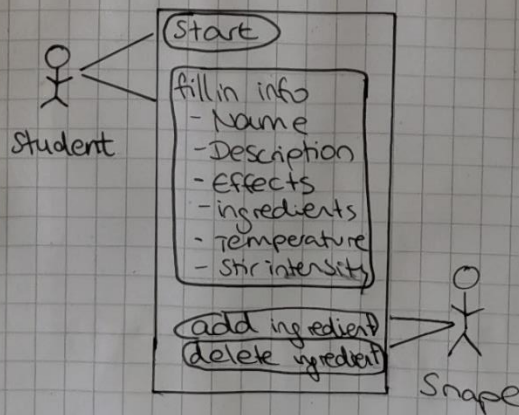 Start
Student
fill in info
- Name
- Description
- Effects
- ingredients
- Temperature
- Stir intensity
add ingredient
delete ingredient
Snape